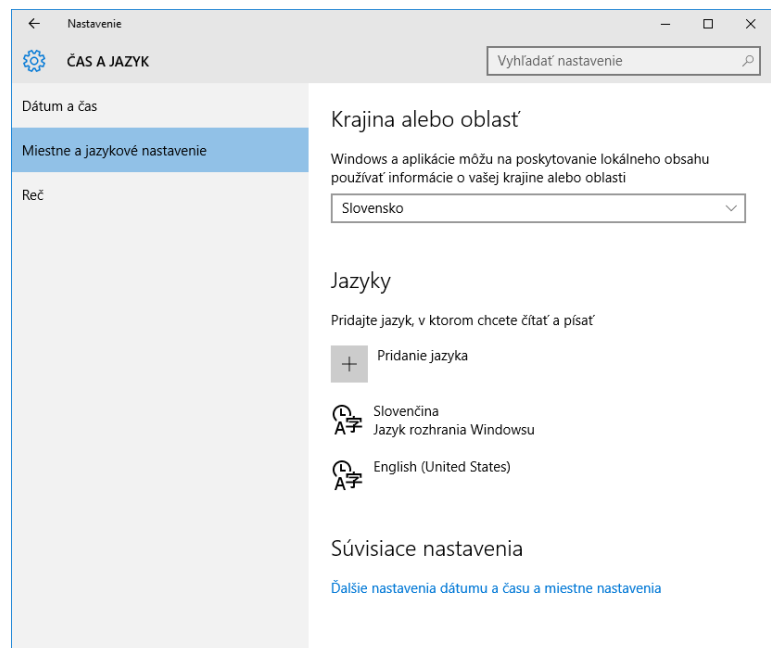 Nastavenie
ČAS A JAZYK
Vyhľadať nastavenie
Dátum a čas
Miestne a jazykové nastavenie
Reč
Krajina alebo oblasť
Windows a aplikácie môžu na poskytovanie lokálneho obsahu
používať informácie o vašej krajine alebo oblasti
Slovensko
Jazyky
Pridajte jazyk, v ktorom chcete čítať a písať
Pridanie jazyka
Slovenčina
Jazyk rozhrania Windowsu
English (United States)
Súvisiace nastavenia
Ďalšie nastavenia dátumu a času a miestne nastavenia